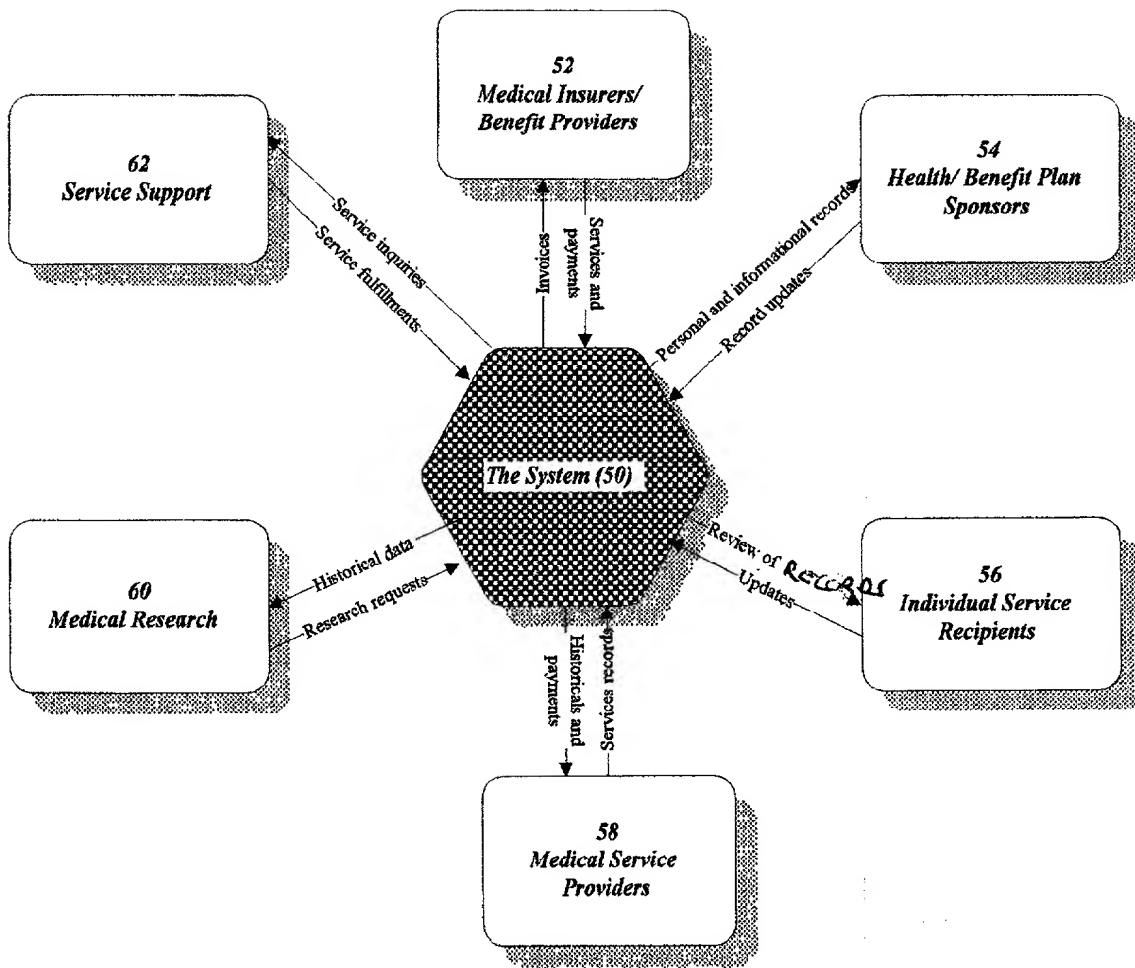 52
Medical Insurers/
Benefit Providers
62
Service Support
54
Health/ Benefit Plan
Sponsors
Service inquiries
Service fulfillments
Invoices
Services and
payments
Personal and informational records
Record updates
The System (50)
Historical data
Research requests
60
Medical Research
Review of RECORDS
Updates
56
Individual Service
Recipients
Historicals and
payments
Services records
58
Medical Service
Providers